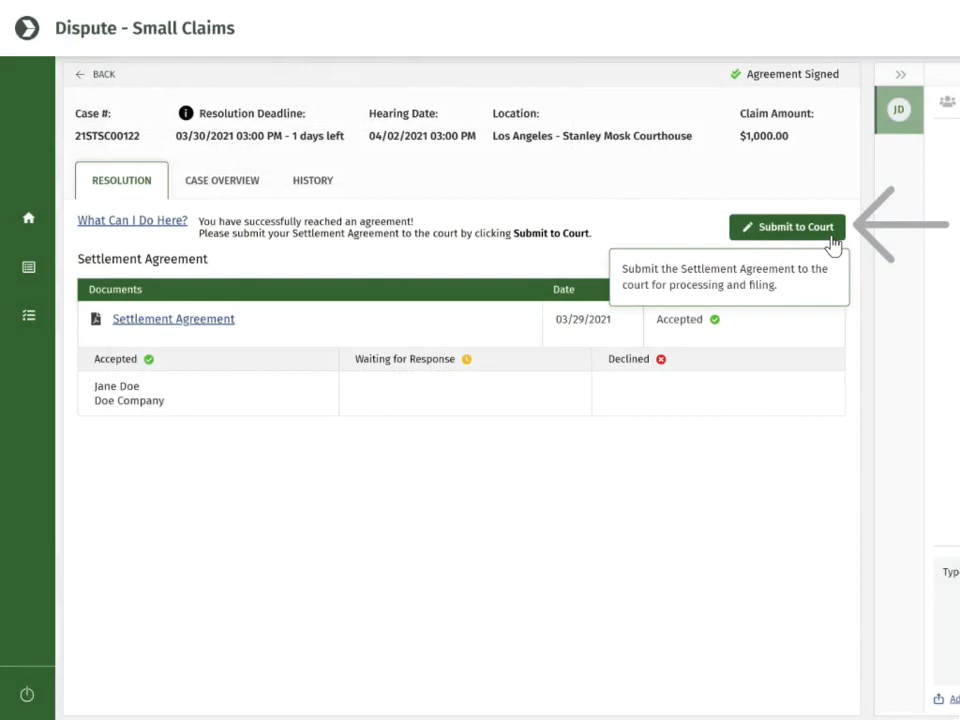 Dispute - Small Claims
BACK
Agreement Signed
Case #:
Resolution Deadline:
Hearing Date:
Location:
Claim Amount:
21STSC00122
03/30/2021 03:00 PM - 1 days left
04/02/2021 03:00 PM
Los Angeles - Stanley Mosk Courthouse
$1,000.00
JD
RESOLUTION
CASE OVERVIEW
HISTORY
What Can I Do Here?
You have successfully reached an agreement!
Please submit your Settlement Agreement to the court by clicking Submit to Court.
Submit to Court
Submit the Settlement Agreement to the
court for processing and filing.
Settlement Agreement
Documents
Date
Settlement Agreement
03/29/2021
Accepted
Accepted
Waiting for Response
Declined
Jane Doe
Doe Company